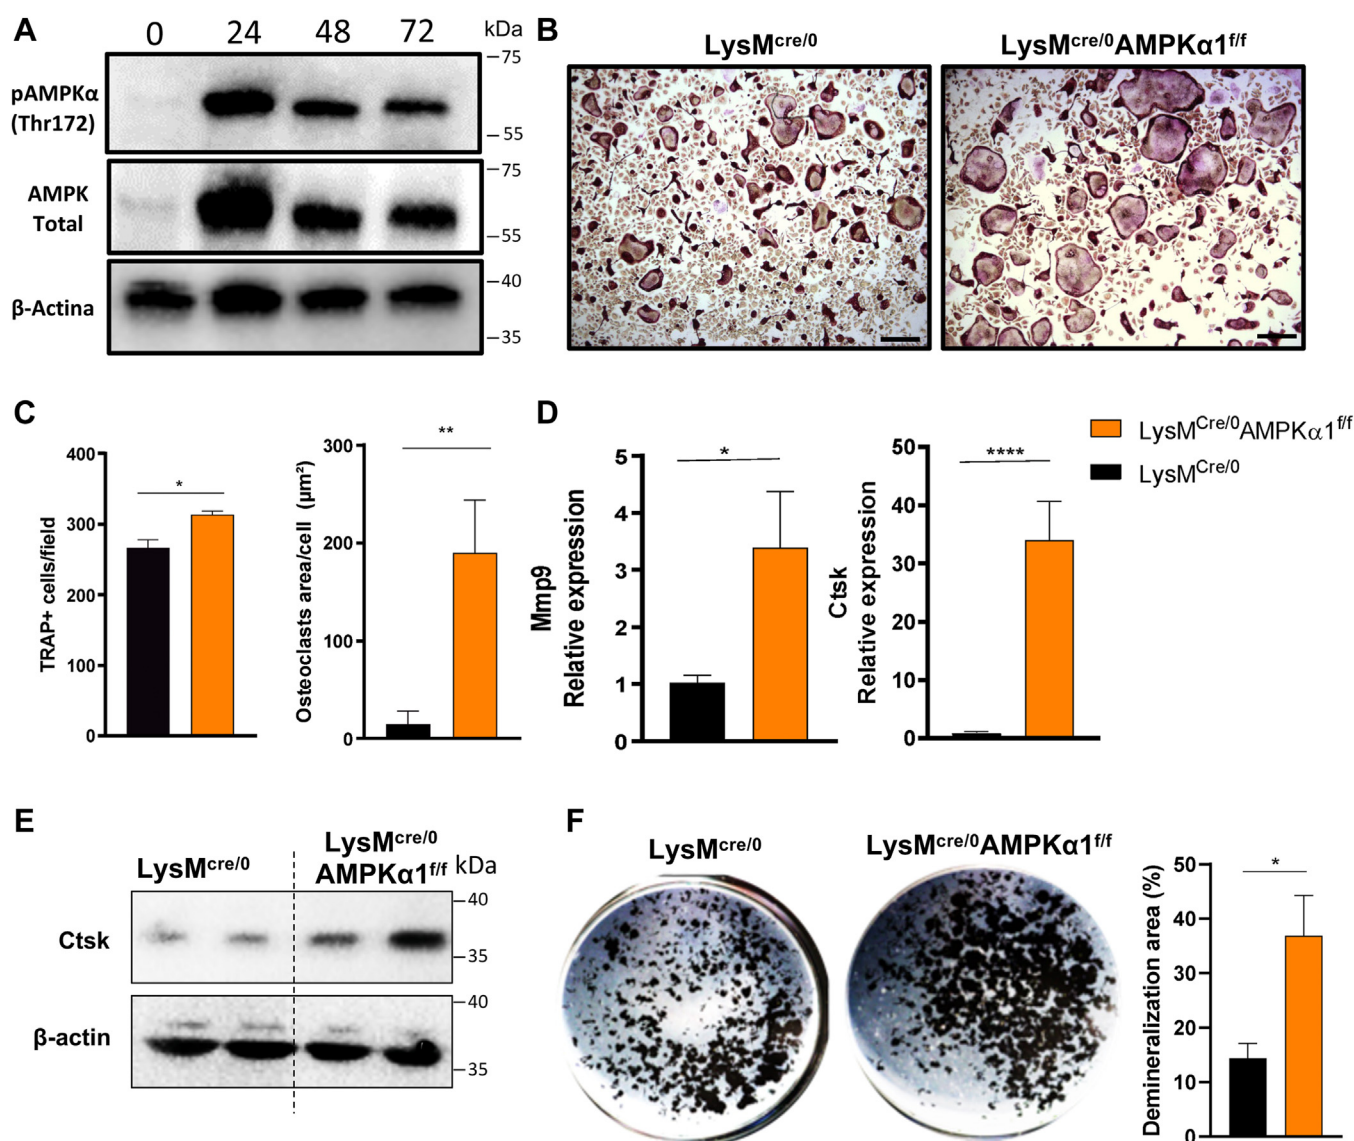 A
0 24 48 72 kDa
pAMPKα
(Thr172)
75
55
AMPK
Total
75
55
β-Actina
40
35
B
LysMcre/0
LysMcre/0AMPKα1f/f
C
TRAP+ cells/field
400
300
200
100
0
*
Osteoclasts area/cell (µm²)
300
200
100
0
**
D
Mmp9
Relative expression
5
4
3
2
1
0
*
Ctsk
Relative expression
50
40
30
20
10
0
****
LysMCre/0AMPKα1f/f
LysMCre/0
E
LysMcre/0
LysMcre/0
AMPKα1f/f
kDa
Ctsk
40
35
β-actin
40
35
F
LysMcre/0
LysMcre/0AMPKα1f/f
Demineralization area (%)
50
40
30
20
10
0
*